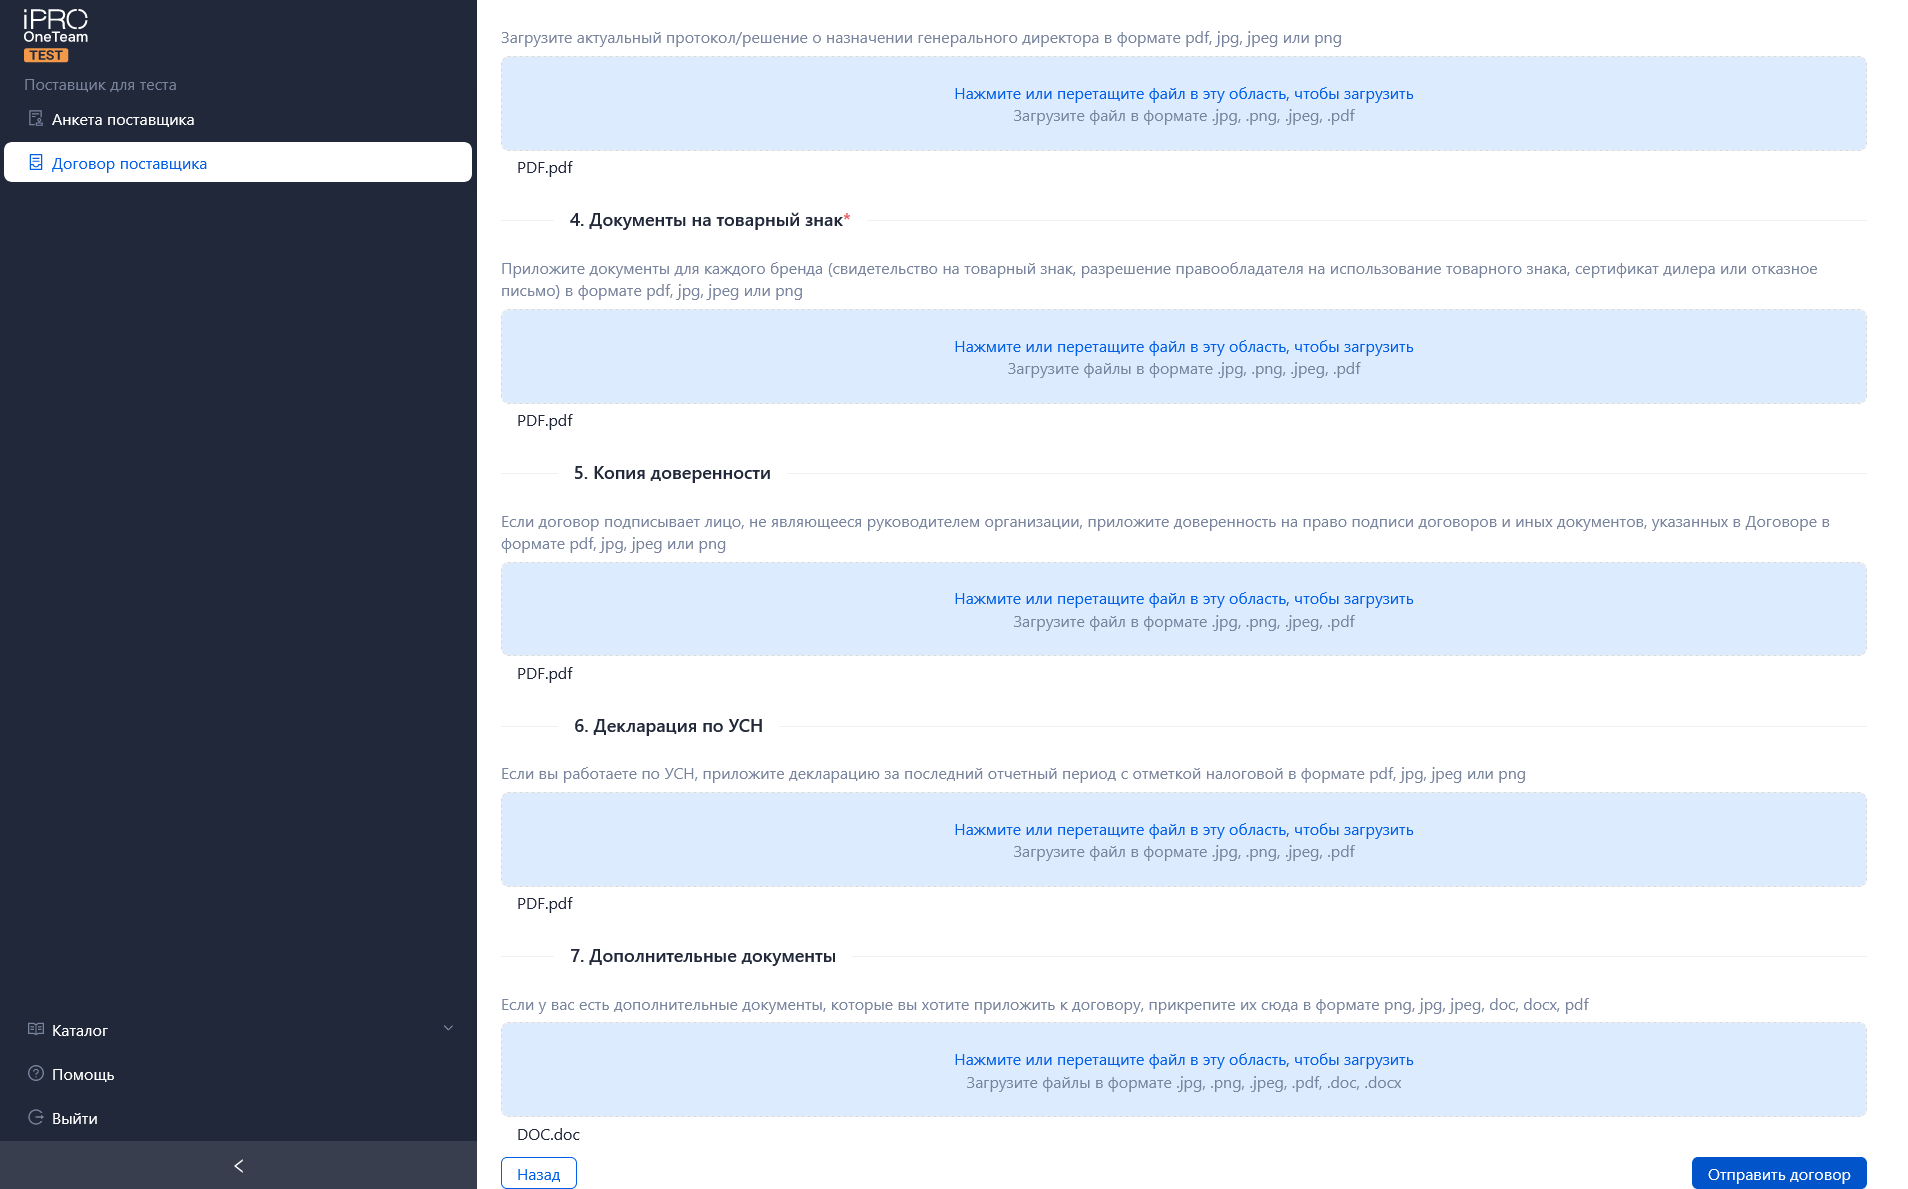 iPRO
OneTeam
TEST
Поставщик для теста
Анкета поставщика
Договор поставщика
Каталог
Помощь
Выйти
Загрузите актуальный протокол/решение о назначении генерального директора в формате pdf, jpg, jpeg или png
Нажмите или перетащите файл в эту область, чтобы загрузить
Загрузите файл в формате .jpg, .png, .jpeg, .pdf
PDF.pdf
4. Документы на товарный знак*
Приложите документы для каждого бренда (свидетельство на товарный знак, разрешение правообладателя на использование товарного знака, сертификат дилера или отказное
письмо) в формате pdf, jpg, jpeg или png
Нажмите или перетащите файл в эту область, чтобы загрузить
Загрузите файлы в формате .jpg, .png, .jpeg, .pdf
PDF.pdf
5. Копия доверенности
Если договор подписывает лицо, не являющееся руководителем организации, приложите доверенность на право подписи договоров и иных документов, указанных в Договоре в
формате pdf, jpg, jpeg или png
Нажмите или перетащите файл в эту область, чтобы загрузить
Загрузите файл в формате .jpg, .png, .jpeg, .pdf
PDF.pdf
6. Декларация по УСН
Если вы работаете по УСН, приложите декларацию за последний отчетный период с отметкой налоговой в формате pdf, jpg, jpeg или png
Нажмите или перетащите файл в эту область, чтобы загрузить
Загрузите файл в формате .jpg, .png, .jpeg, .pdf
PDF.pdf
7. Дополнительные документы
Если у вас есть дополнительные документы, которые вы хотите приложить к договору, прикрепите их сюда в формате png, jpg, jpeg, doc, docx, pdf
Нажмите или перетащите файл в эту область, чтобы загрузить
Загрузите файлы в формате .jpg, .png, .jpeg, .pdf, .doc, .docx
DOC.doc
Назад
Отправить договор